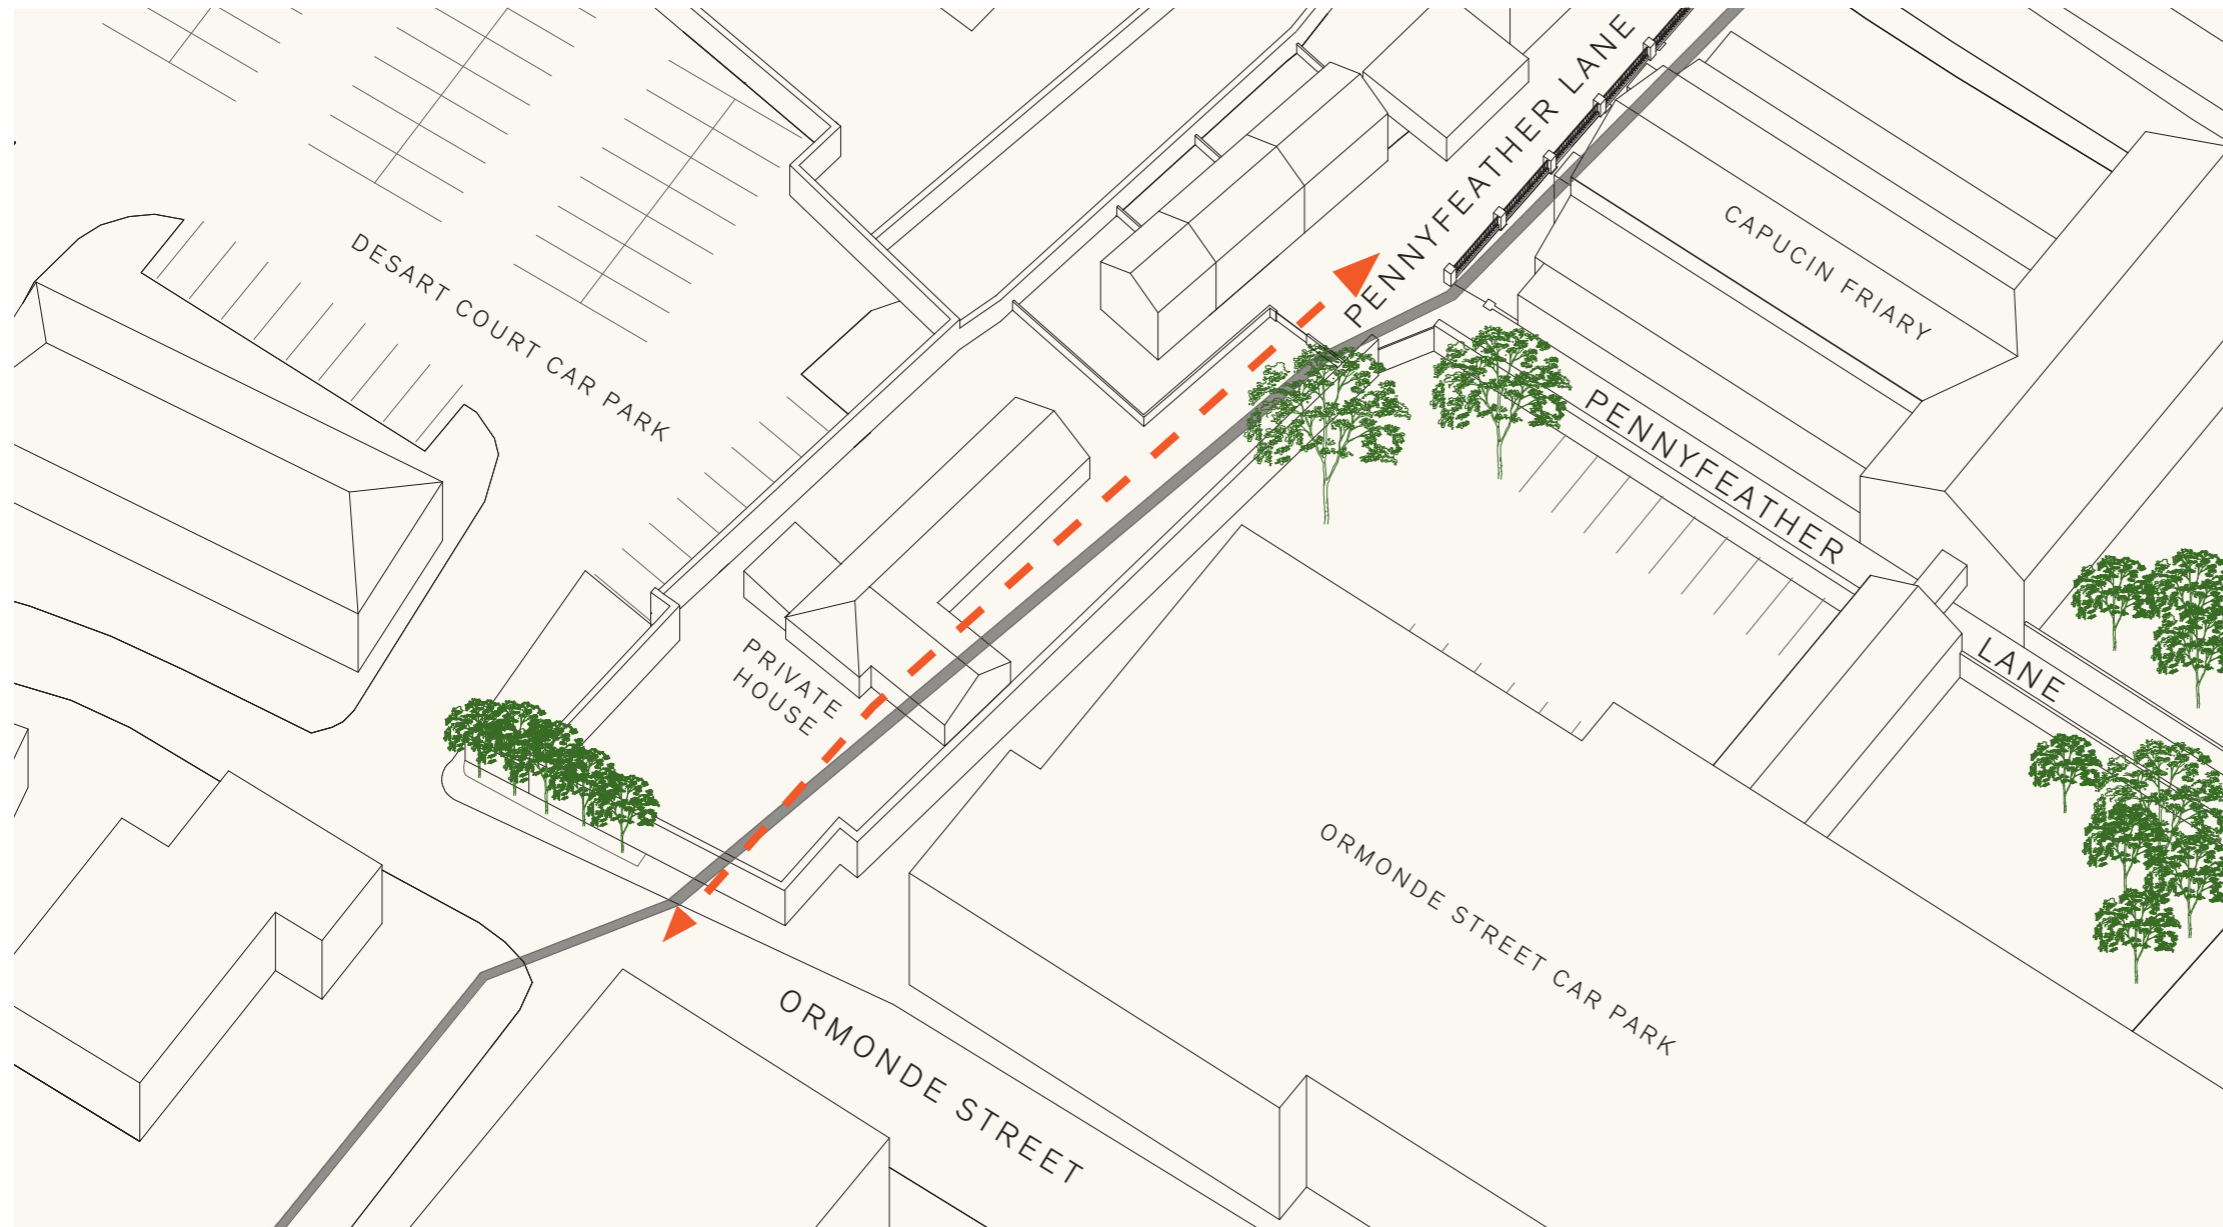 PENNYFEATHER LANE
CAPUCIN FRIARY
DESART COURT CAR PARK
PENNYFEATHER
LANE
PRIVATE
HOUSE
ORMONDE STREET CAR PARK
ORMONDE STREET